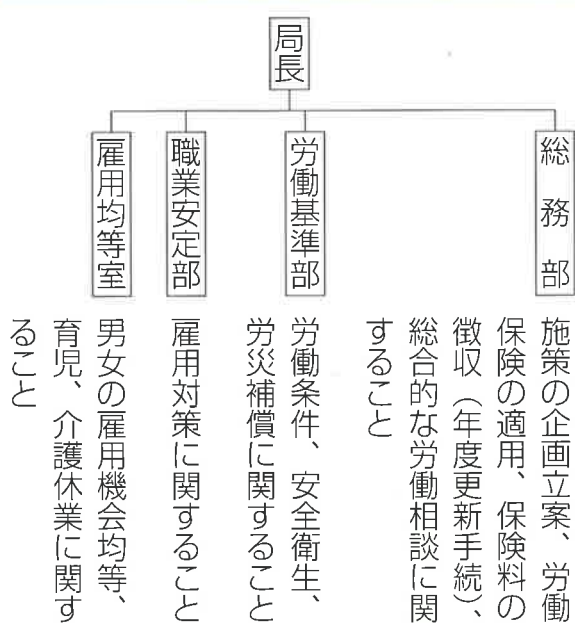 局長
総務部
施策の企画立案、労働
保険の適用、保険料の
徴収（年度更新手続）、
総合的な労働相談に関
すること
労働基準部
労働条件、安全衛生、
労災補償に関すること
職業安定部
雇用対策に関すること
雇用均等室
男女の雇用機会均等、
育児、介護休業に関す
ること